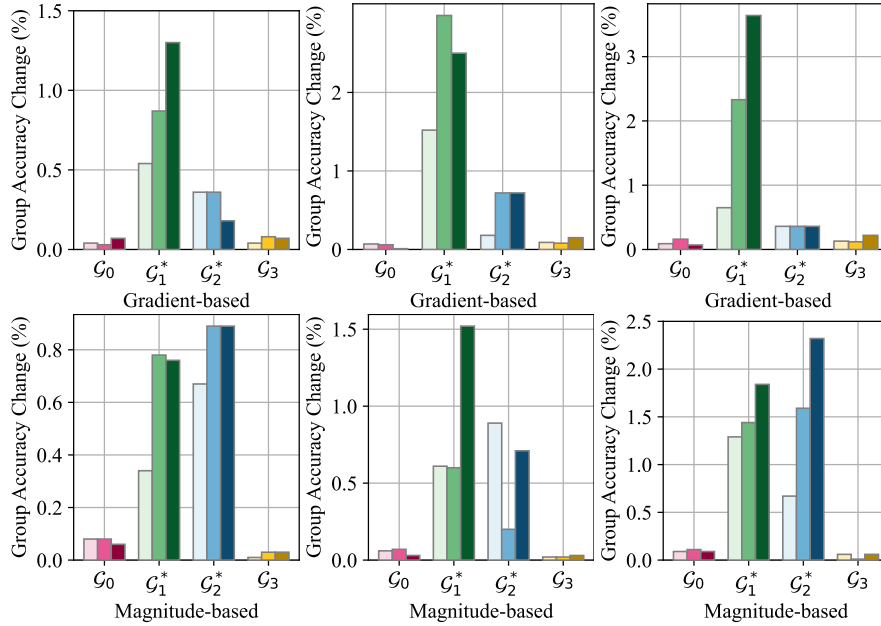 Group Accuracy Change (%)
1.5
1.0
0.5
0.0
𝒢0 𝒢1* 𝒢2* 𝒢3
Gradient-based
Group Accuracy Change (%)
2
1
0
𝒢0 𝒢1* 𝒢2* 𝒢3
Gradient-based
Group Accuracy Change (%)
3
2
1
0
𝒢0 𝒢1* 𝒢2* 𝒢3
Gradient-based
Group Accuracy Change (%)
0.8
0.6
0.4
0.2
0.0
𝒢0 𝒢1* 𝒢2* 𝒢3
Magnitude-based
Group Accuracy Change (%)
1.5
1.0
0.5
0.0
𝒢0 𝒢1* 𝒢2* 𝒢3
Magnitude-based
Group Accuracy Change (%)
2.5
2.0
1.5
1.0
0.5
0.0
𝒢0 𝒢1* 𝒢2* 𝒢3
Magnitude-based